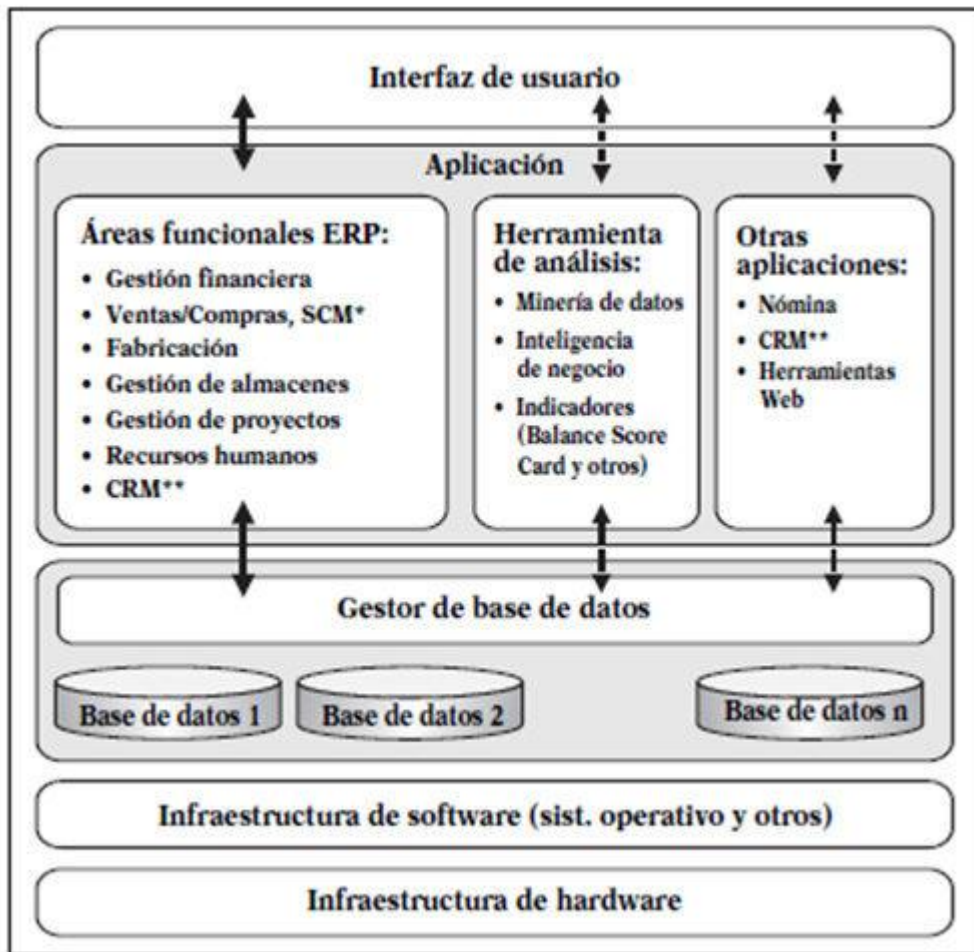 Interfaz de usuario
Aplicación
Áreas funcionales ERP:
• Gestión financiera
• Ventas/Compras, SCM*
• Fabricación
• Gestión de almacenes
• Gestión de proyectos
• Recursos humanos
• CRM**
Herramienta
de análisis:
• Minería de datos
• Inteligencia
de negocio
• Indicadores
(Balance Score
Card y otros)
Otras
aplicaciones:
• Nómina
• CRM**
• Herramientas
Web
Gestor de base de datos
Base de datos 1
Base de datos 2
Base de datos n
Infraestructura de software (sist. operativo y otros)
Infraestructura de hardware